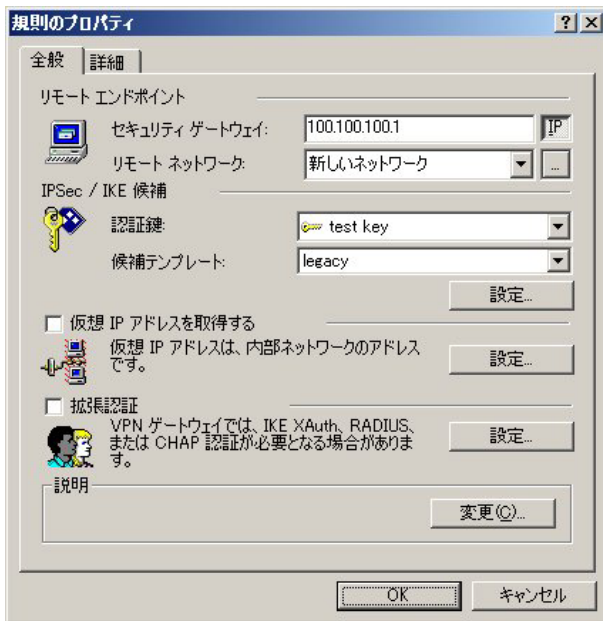 規則のプロパティ
全般 詳細
リモート エンドポイント
セキュリティ ゲートウェイ: 100.100.100.1 IP
リモート ネットワーク: 新しいネットワーク ...
IPSec / IKE 候補
認証鍵: test key
候補テンプレート: legacy
設定...
仮想 IP アドレスを取得する
仮想 IP アドレスは、内部ネットワークのアドレス
です。
設定...
拡張認証
VPN ゲートウェイでは、IKE XAuth、RADIUS、
または CHAP 認証が必要となる場合がありま
す。
設定...
説明
変更(C)...
OK キャンセル